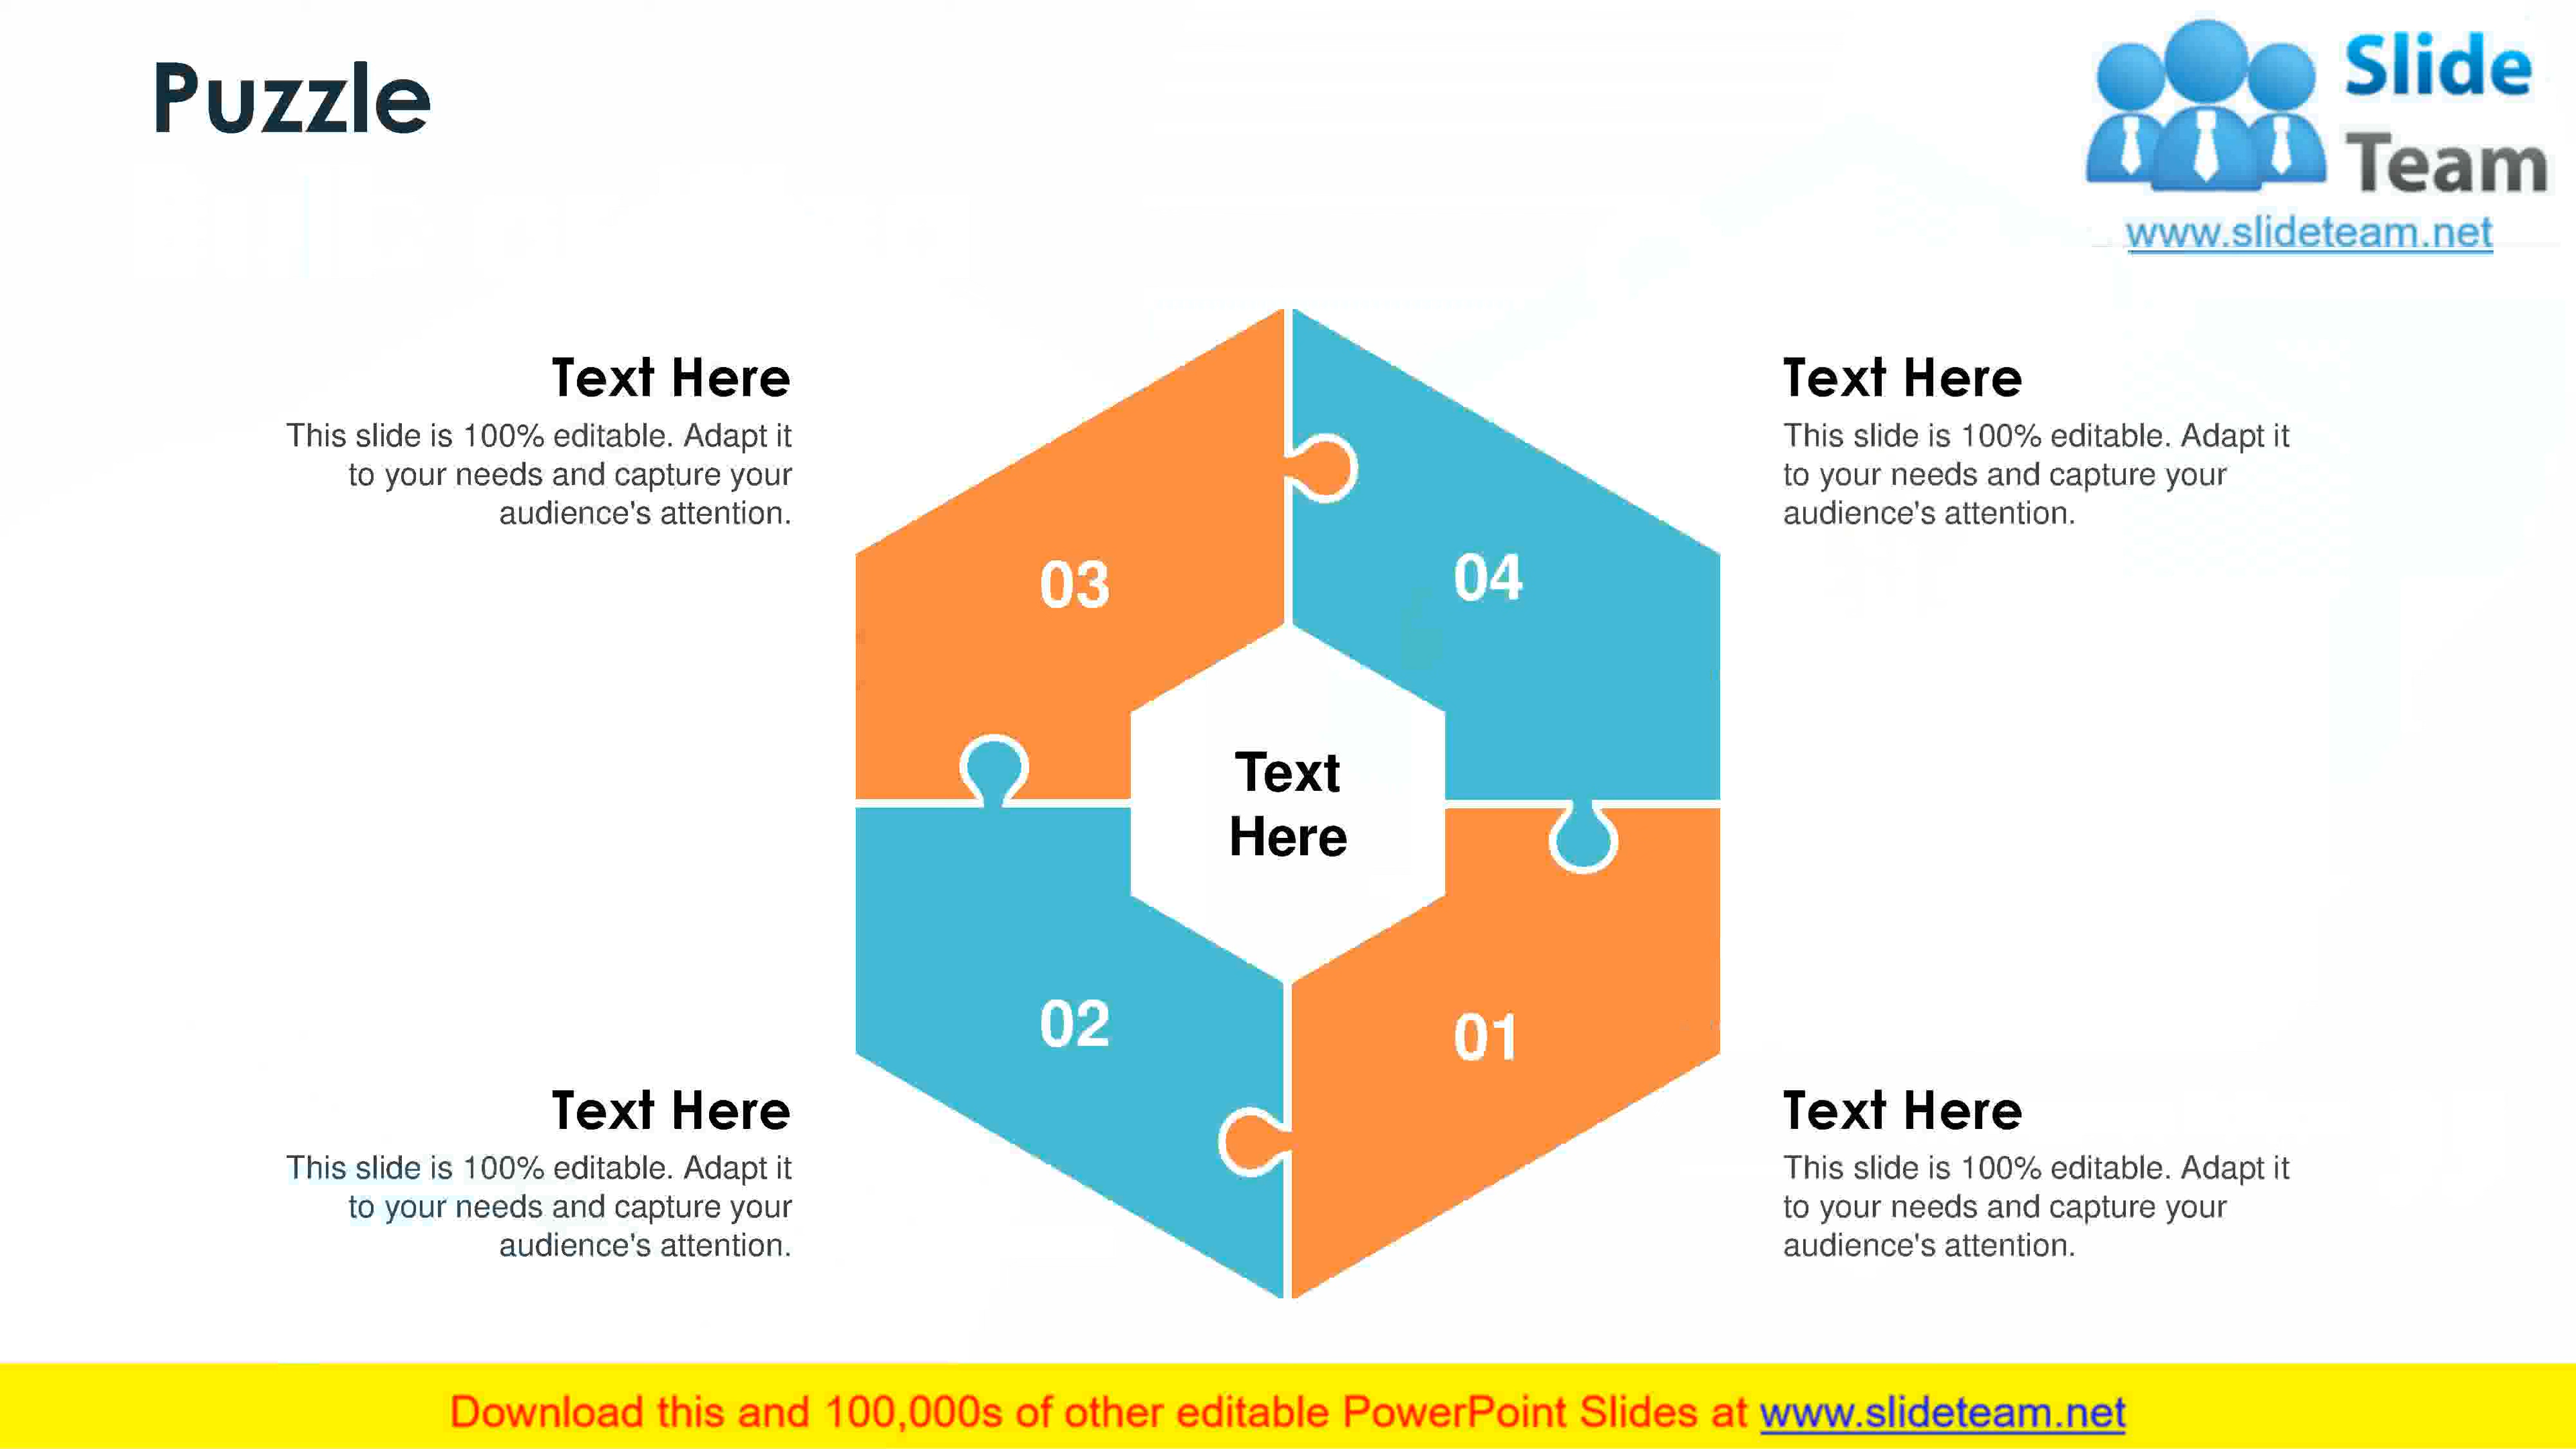 Puzzle
Slide
Team
www.slideteam.net
Text Here
This slide is 100% editable. Adapt it
to your needs and capture your
audience's attention.
Text Here
This slide is 100% editable. Adapt it
to your needs and capture your
audience's attention.
03
04
Text
Here
02
01
Text Here
This slide is 100% editable. Adapt it
to your needs and capture your
audience's attention.
Text Here
This slide is 100% editable. Adapt it
to your needs and capture your
audience's attention.
Download this and 100,000s of other editable PowerPoint Slides at www.slideteam.net